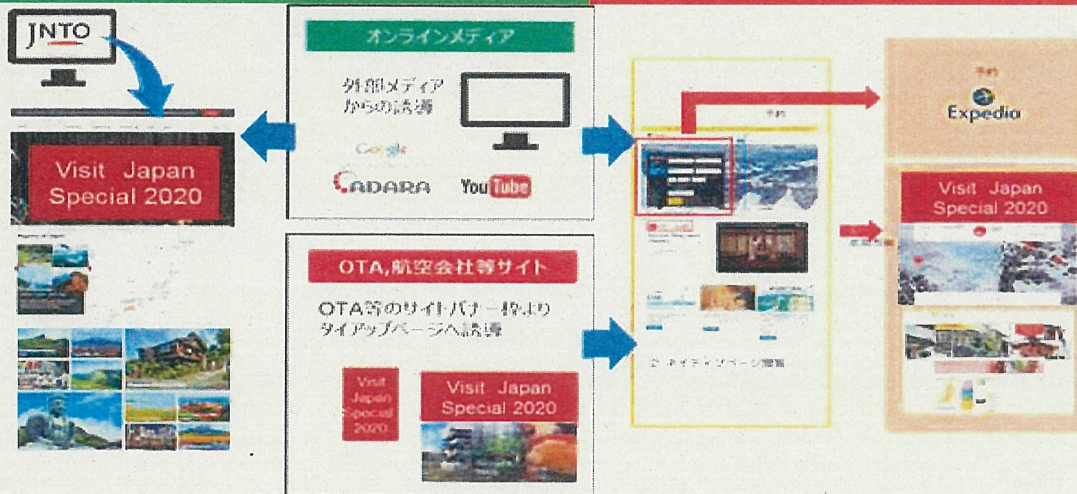 JNTO
Visit Japan
Special 2020
オンラインメディア
外部メディア
からの誘導
Google
ADARA
You Tube
OTA,航空会社等サイト
OTA等のサイトバナー枠より
タイアップページへ誘導
Visit
Japan
Special
2020
Visit Japan
Special 2020
予約
予約
Expedia
Visit Japan
Special 2020